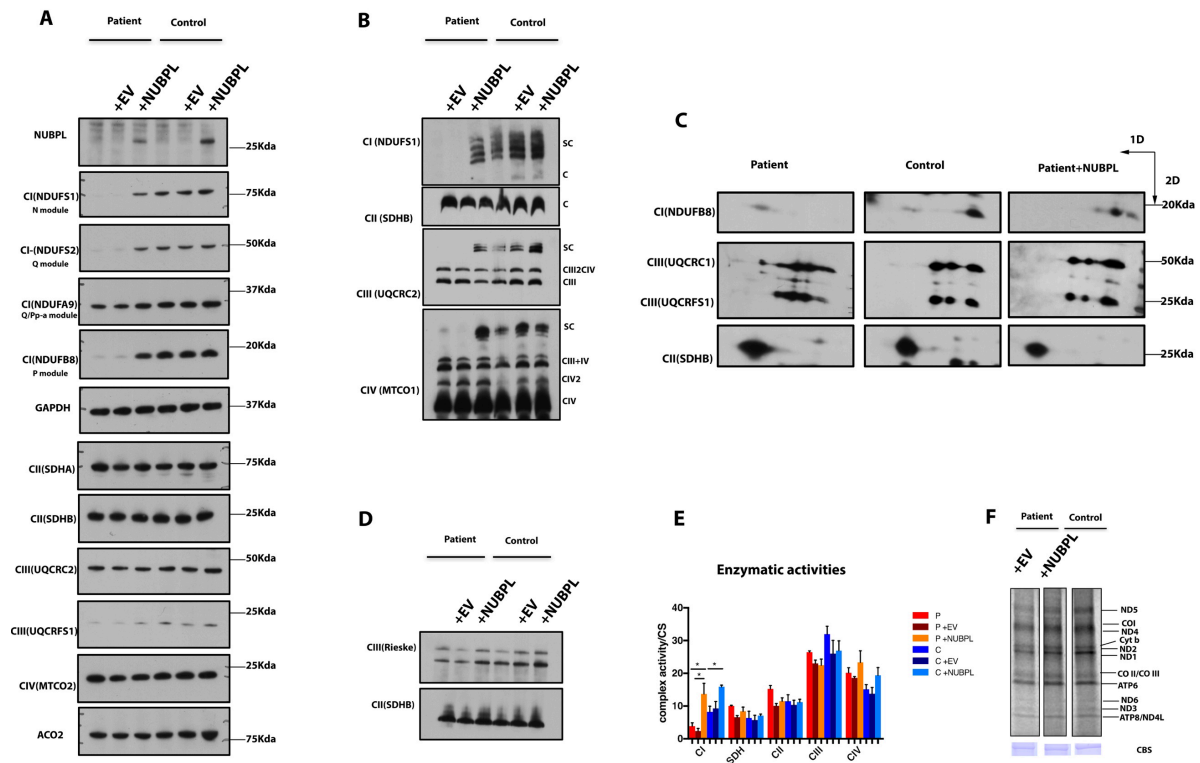 A
Patient
Control
+EV
+NUBPL
+EV
+NUBPL
NUBPL
25Kda
CI(NDUFS1)
N module
75Kda
CI-(NDUFS2)
Q module
50Kda
CI(NDUFA9)
Q/Pp-a module
37Kda
CI(NDUFB8)
P module
20Kda
GAPDH
37Kda
CII(SDHA)
75Kda
CII(SDHB)
25Kda
CIII(UQCRC2)
50Kda
CIII(UQCRFS1)
25Kda
CIV(MTCO2)
25Kda
ACO2
75Kda
B
Patient
Control
+EV
+NUBPL
+EV
+NUBPL
CI (NDUFS1)
SC
C
CII (SDHB)
C
CIII (UQCRC2)
SC
CIII2CIV
CIII
CIV (MTCO1)
SC
CIII+IV
CIV2
CIV
C
1D
2D
Patient
Control
Patient+NUBPL
CI(NDUFB8)
20Kda
CIII(UQCRC1)
50Kda
CIII(UQCRFS1)
25Kda
CII(SDHB)
25Kda
D
Patient
Control
+EV
+NUBPL
+EV
+NUBPL
CIII(Rieske)
CII(SDHB)
E
Enzymatic activities
complex activity/CS
40
30
20
10
0
* * *
CI
SDH
CII
CIII
CIV
P
P +EV
P +NUBPL
C
C +EV
C +NUBPL
F
Patient
Control
+EV
+NUBPL
ND5
COI
ND4
Cyt b
ND2
ND1
CO II/CO III
ATP6
ND6
ND3
ATP8/ND4L
CBS